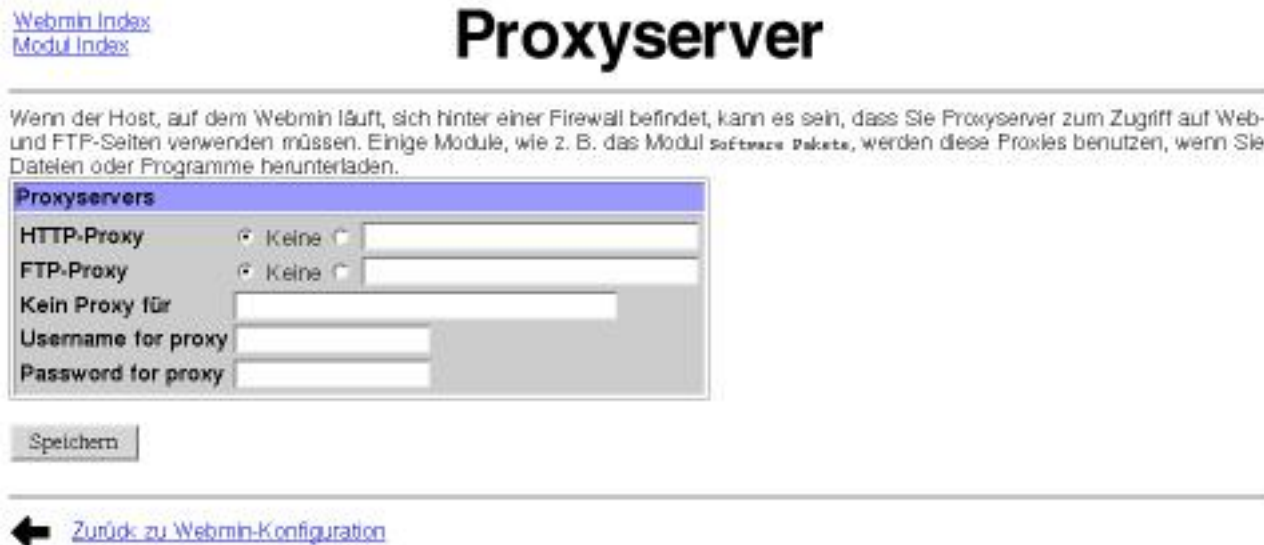 Webmin Index
Modul Index
Proxyserver
Wenn der Host, auf dem Webmin läuft, sich hinter einer Firewall befindet, kann es sein, dass Sie Proxyserver zum Zugriff auf Web-
und FTP-Seiten verwenden müssen. Einige Module, wie z. B. das Modul Software Pakete, werden diese Proxies benutzen, wenn Sie
Dateien oder Programme herunterladen.
Proxyservers
HTTP-Proxy Keine
FTP-Proxy Keine
Kein Proxy für
Username for proxy
Password for proxy
Speichern
Zurück zu Webmin-Konfiguration